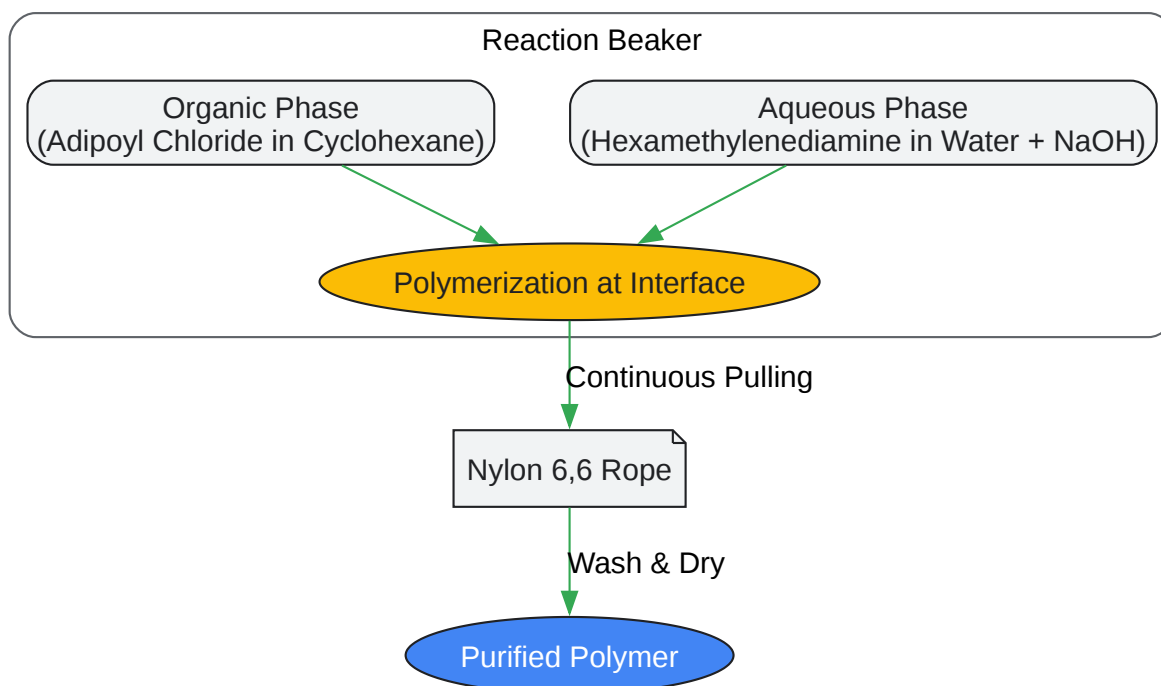 Reaction Beaker
Organic Phase
(Adipoyl Chloride in Cyclohexane)
Aqueous Phase
(Hexamethylenediamine in Water + NaOH)
Polymerization at Interface
Continuous Pulling
Nylon 6,6 Rope
Wash & Dry
Purified Polymer